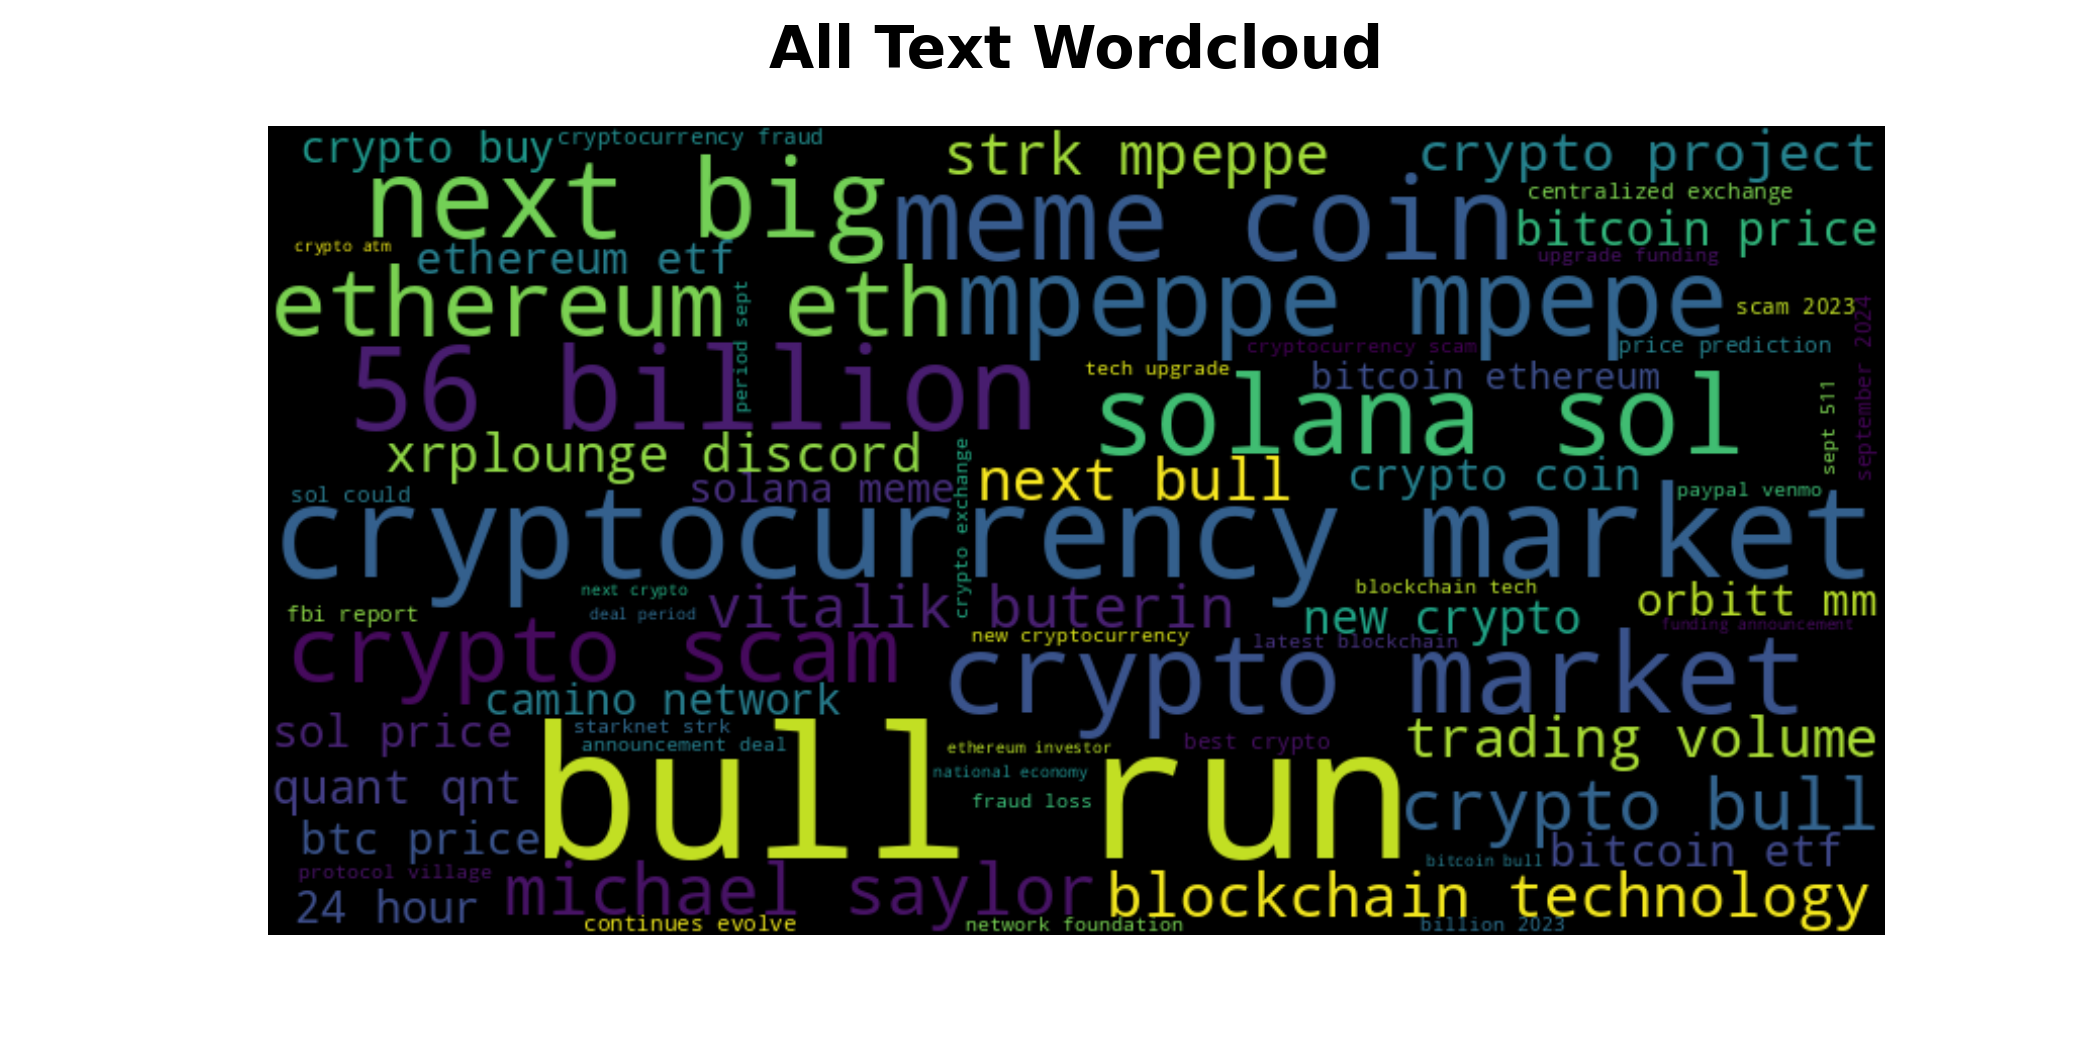 All Text Wordcloud
crypto buy
cryptocurrency fraud
strk mpeppe
crypto project
next big
meme coin
centralized exchange
bitcoin price
crypto atm
ethereum etf
upgrade funding
ethereum eth
mpeppe mpepe
scam 2023
period sept
september 2024
56 billion
cryptocurrency scam
price prediction
tech upgrade
bitcoin ethereum
solana sol
sept 511
xrplounge discord
next bull
crypto coin
sol could
solana meme
crypto exchange
paypal venmo
cryptocurrency market
next crypto
blockchain tech
fbi report
deal period
vitalik buterin
new crypto
orbitt mm
funding announcement
crypto scam
new cryptocurrency
latest blockchain
crypto market
camino network
sol price
starknet strk
announcement deal
ethereum investor
best crypto
trading volume
quant qnt
bull run
national economy
fraud loss
crypto bull
btc price
bitcoin bull
bitcoin etf
protocol village
24 hour
michael saylor
blockchain technology
continues evolve
network foundation
billion 2023